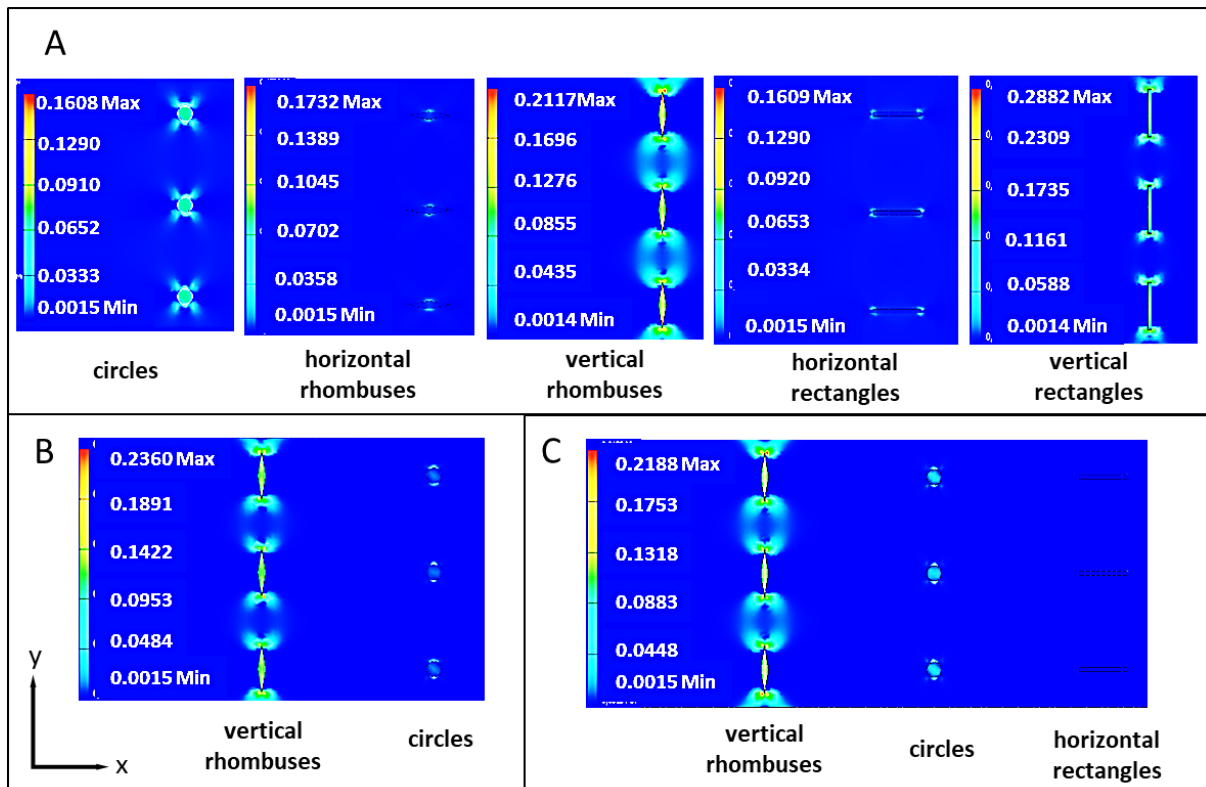 A
0.1608 Max
0.1290
0.0910
0.0652
0.0333
0.0015 Min
circles
0.1732 Max
0.1389
0.1045
0.0702
0.0358
0.0015 Min
horizontal
rhombuses
0.2117Max
0.1696
0.1276
0.0855
0.0435
0.0014 Min
vertical
rhombuses
0.1609 Max
0.1290
0.0920
0.0653
0.0334
0.0015 Min
horizontal
rectangles
0.2882 Max
0.2309
0.1735
0.1161
0.0588
0.0014 Min
vertical
rectangles
B
0.2360 Max
0.1891
0.1422
0.0953
0.0484
0.0015 Min
y
x
vertical
rhombuses
circles
C
0.2188 Max
0.1753
0.1318
0.0883
0.0448
0.0015 Min
vertical
rhombuses
circles
horizontal
rectangles